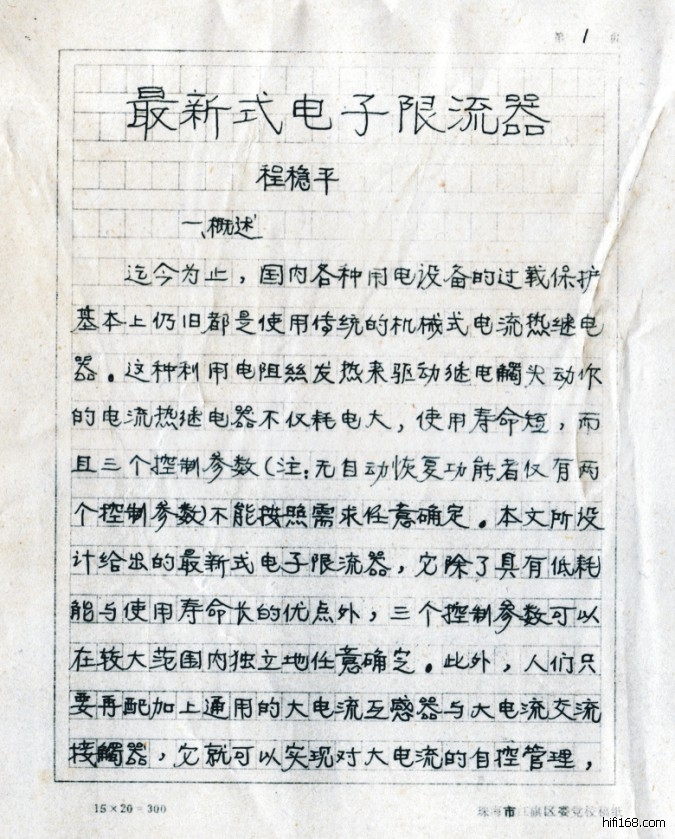 第 1 页
最新式电子限流器
程稳平
一、概述
迄今为止，国内各种用电设备的过载保护
基本上仍旧都是使用传统的机械式电流热继电
器。这种利用电阻丝发热来驱动继电触头动作
的电流热继电器不仅耗电大，使用寿命短，而
且三个控制参数(注：无自动恢复功能者仅有两
个控制参数)不能按照需求任意确定。本文所设
计给出的最新式电子限流器，它除了具有低耗
能与使用寿命长的优点外，三个控制参数可以
在较大范围内独立地任意确定。此外，人们只
要再配加上通用的大电流互感器与大电流交流
接觸器，它就可以实现对大电流的自控管理，
15×20=300
市 区委党校稿纸
hifi168.com